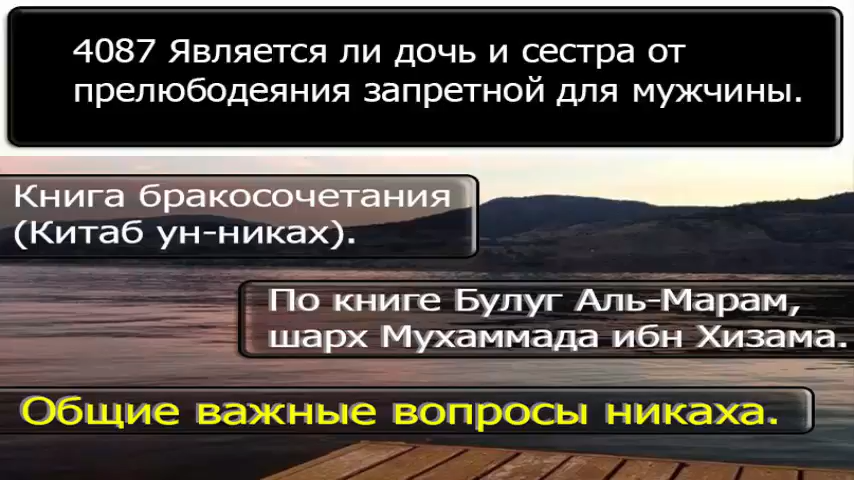 4087 Является ли дочь и сестра от
прелюбодеяния запретной для мужчины.
Книга бракосочетания
(Китаб ун-никах).
По книге Булуг Аль-Марам,
шарх Мухаммада ибн Хизама.
Общие важные вопросы никаха.